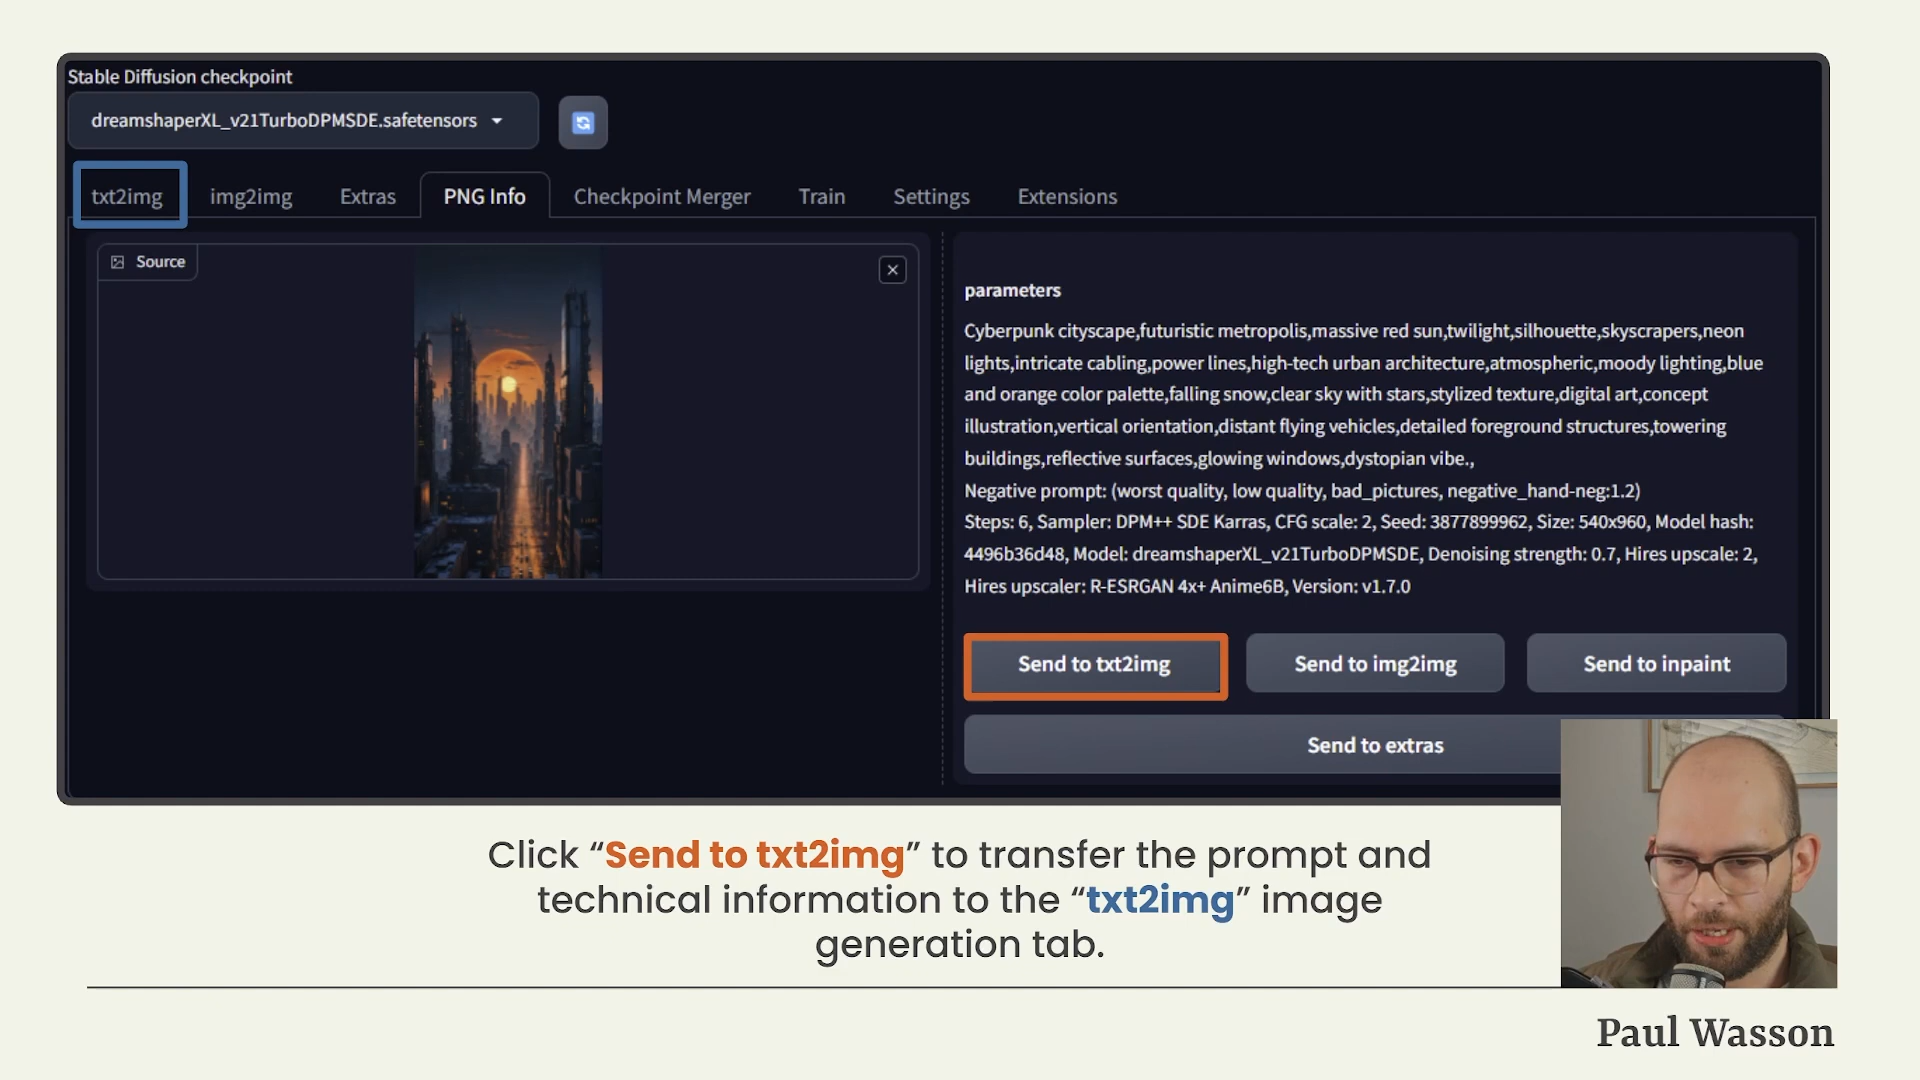 Stable Diffusion checkpoint
dreamshaperXL_v21TurboDPMSDE.safetensors
txt2img img2img Extras PNG Info Checkpoint Merger Train Settings Extensions
Source
parameters
Cyberpunk cityscape,futuristic metropolis,massive red sun,twilight,silhouette,skyscrapers,neon
lights,intricate cabling,power lines,high-tech urban architecture,atmospheric,moody lighting,blue
and orange color palette,falling snow,clear sky with stars,stylized texture,digital art,concept
illustration,vertical orientation,distant flying vehicles,detailed foreground structures,towering
buildings,reflective surfaces,glowing windows,dystopian vibe.,
Negative prompt: (worst quality, low quality, bad_pictures, negative_hand-neg:1.2)
Steps: 6, Sampler: DPM++ SDE Karras, CFG scale: 2, Seed: 3877899962, Size: 540x960, Model hash:
4496b36d48, Model: dreamshaperXL_v21TurboDPMSDE, Denoising strength: 0.7, Hires upscale: 2,
Hires upscaler: R-ESRGAN 4x+ Anime6B, Version: v1.7.0
Send to txt2img Send to img2img Send to inpaint
Send to extras
Click “Send to txt2img” to transfer the prompt and
technical information to the “txt2img” image
generation tab.
Paul Wasson